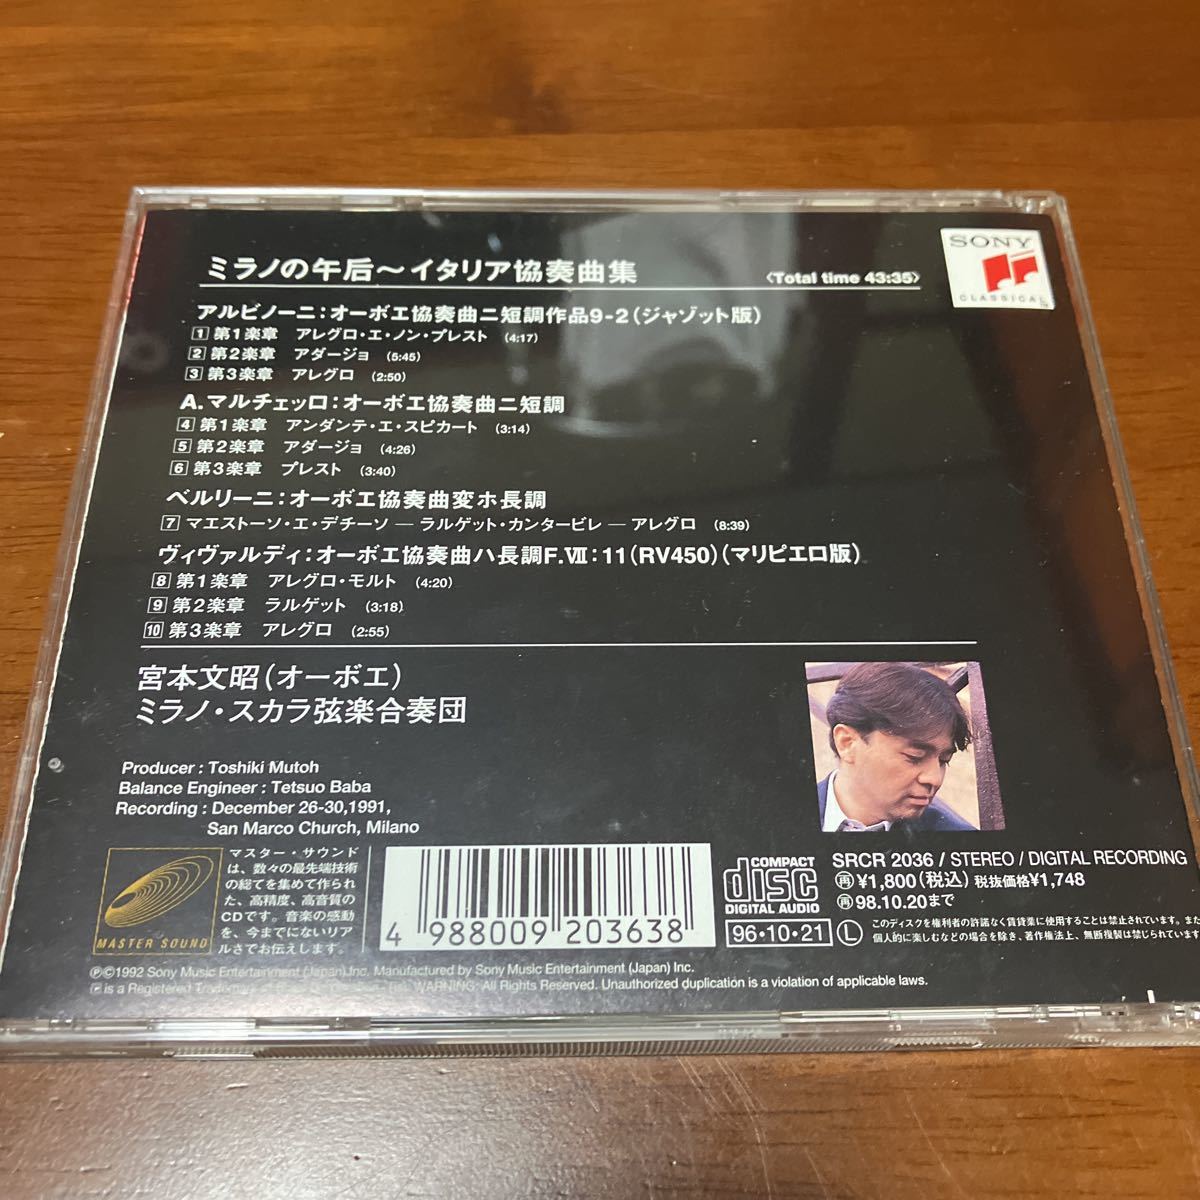 ミラノの午后〜イタリア協奏曲集
〈Total time 43:35〉
SONY
CLASSICAL
アルビノーニ：オーボエ協奏曲ニ短調作品9-2（ジャゾット版）
1 第1楽章 アレグロ・エ・ノン・プレスト (4:17)
2 第2楽章 アダージョ (5:45)
3 第3楽章 アレグロ (2:50)
A.マルチェッロ：オーボエ協奏曲ニ短調
4 第1楽章 アンダンテ・エ・スピカート (3:14)
5 第2楽章 アダージョ (4:26)
6 第3楽章 プレスト (3:40)
ベルリーニ：オーボエ協奏曲変ホ長調
7 マエストーソ・エ・デチーソ ─ ラルゲット・カンタービレ ─ アレグロ (8:39)
ヴィヴァルディ：オーボエ協奏曲ハ長調F.Ⅶ：11（RV450）（マリピエロ版）
8 第1楽章 アレグロ・モルト (4:20)
9 第2楽章 ラルゲット (3:18)
10 第3楽章 アレグロ (2:55)
宮本文昭（オーボエ）
ミラノ・スカラ弦楽合奏団
Producer : Toshiki Mutoh
Balance Engineer : Tetsuo Baba
Recording : December 26-30,1991,
San Marco Church, Milano
MASTER SOUND
マスター・サウンド
は、数々の最先端技術
の総てを集めて作られ
た、高精度、高音質の
CDです。音楽の感動
を、今までにないリア
ルさでお伝えします。
4 988009 203638
COMPACT
disc
DIGITAL AUDIO
SRCR 2036 / STEREO / DIGITAL RECORDING
再 ¥1,800（税込） 税抜価格¥1,748
再 98.10.20まで
96・10・21 L
このディスクを権利者の許諾なく賃貸業に使用することは禁止されています。また
個人的に楽しむなどの場合を除き、著作権法上、無断複製は禁じられています
℗©1992 Sony Music Entertainment (Japan) Inc. Manufactured by Sony Music Entertainment (Japan) Inc.
is a Registered WARNING: All Rights Reserved. Unauthorized duplication is a violation of applicable laws.